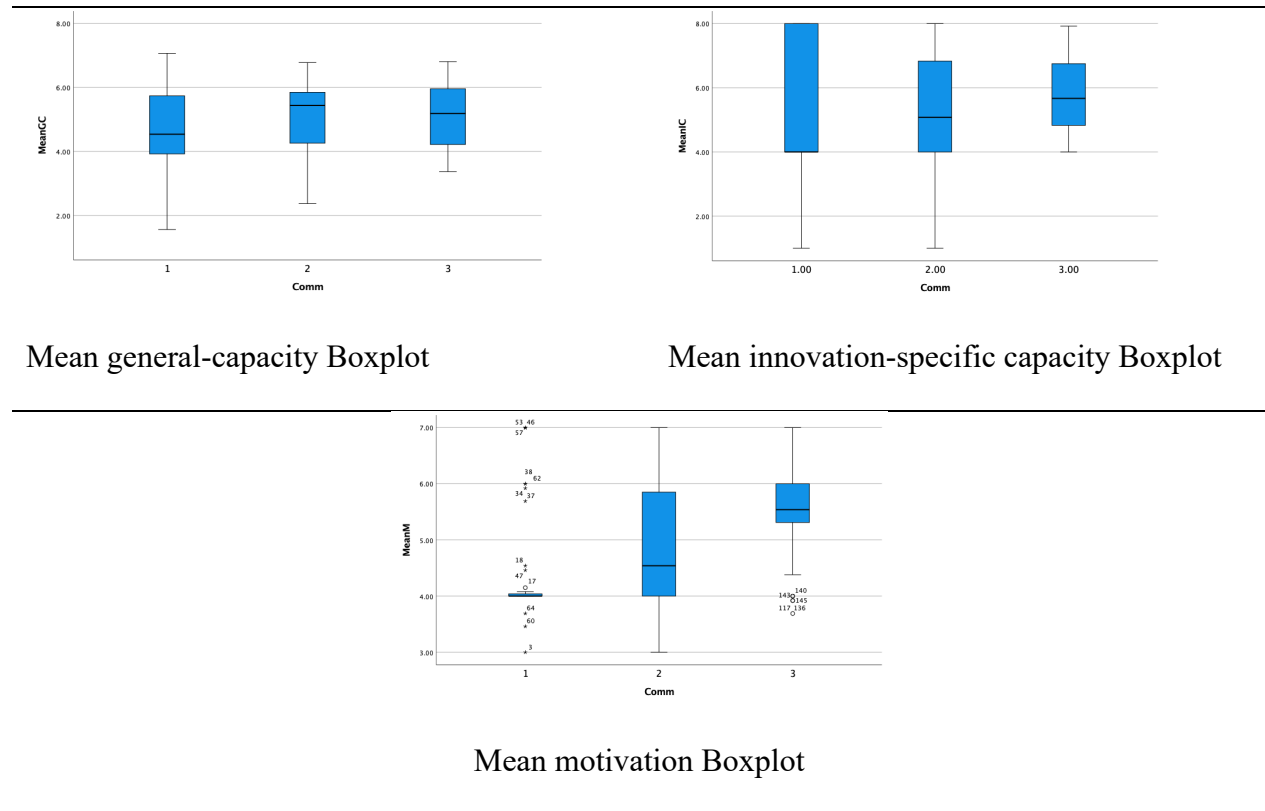 8.00
6.00
4.00
2.00
MeanGC
1 2 3
Comm
8.00
6.00
4.00
2.00
MeanIC
1.00 2.00 3.00
Comm
Mean general-capacity Boxplot
Mean innovation-specific capacity Boxplot
7.00
6.00
5.00
4.00
3.00
MeanM
53 46
57
38
62
34 37
18
47
17
64
60
3
140
143
145
117 136
1 2 3
Comm
Mean motivation Boxplot